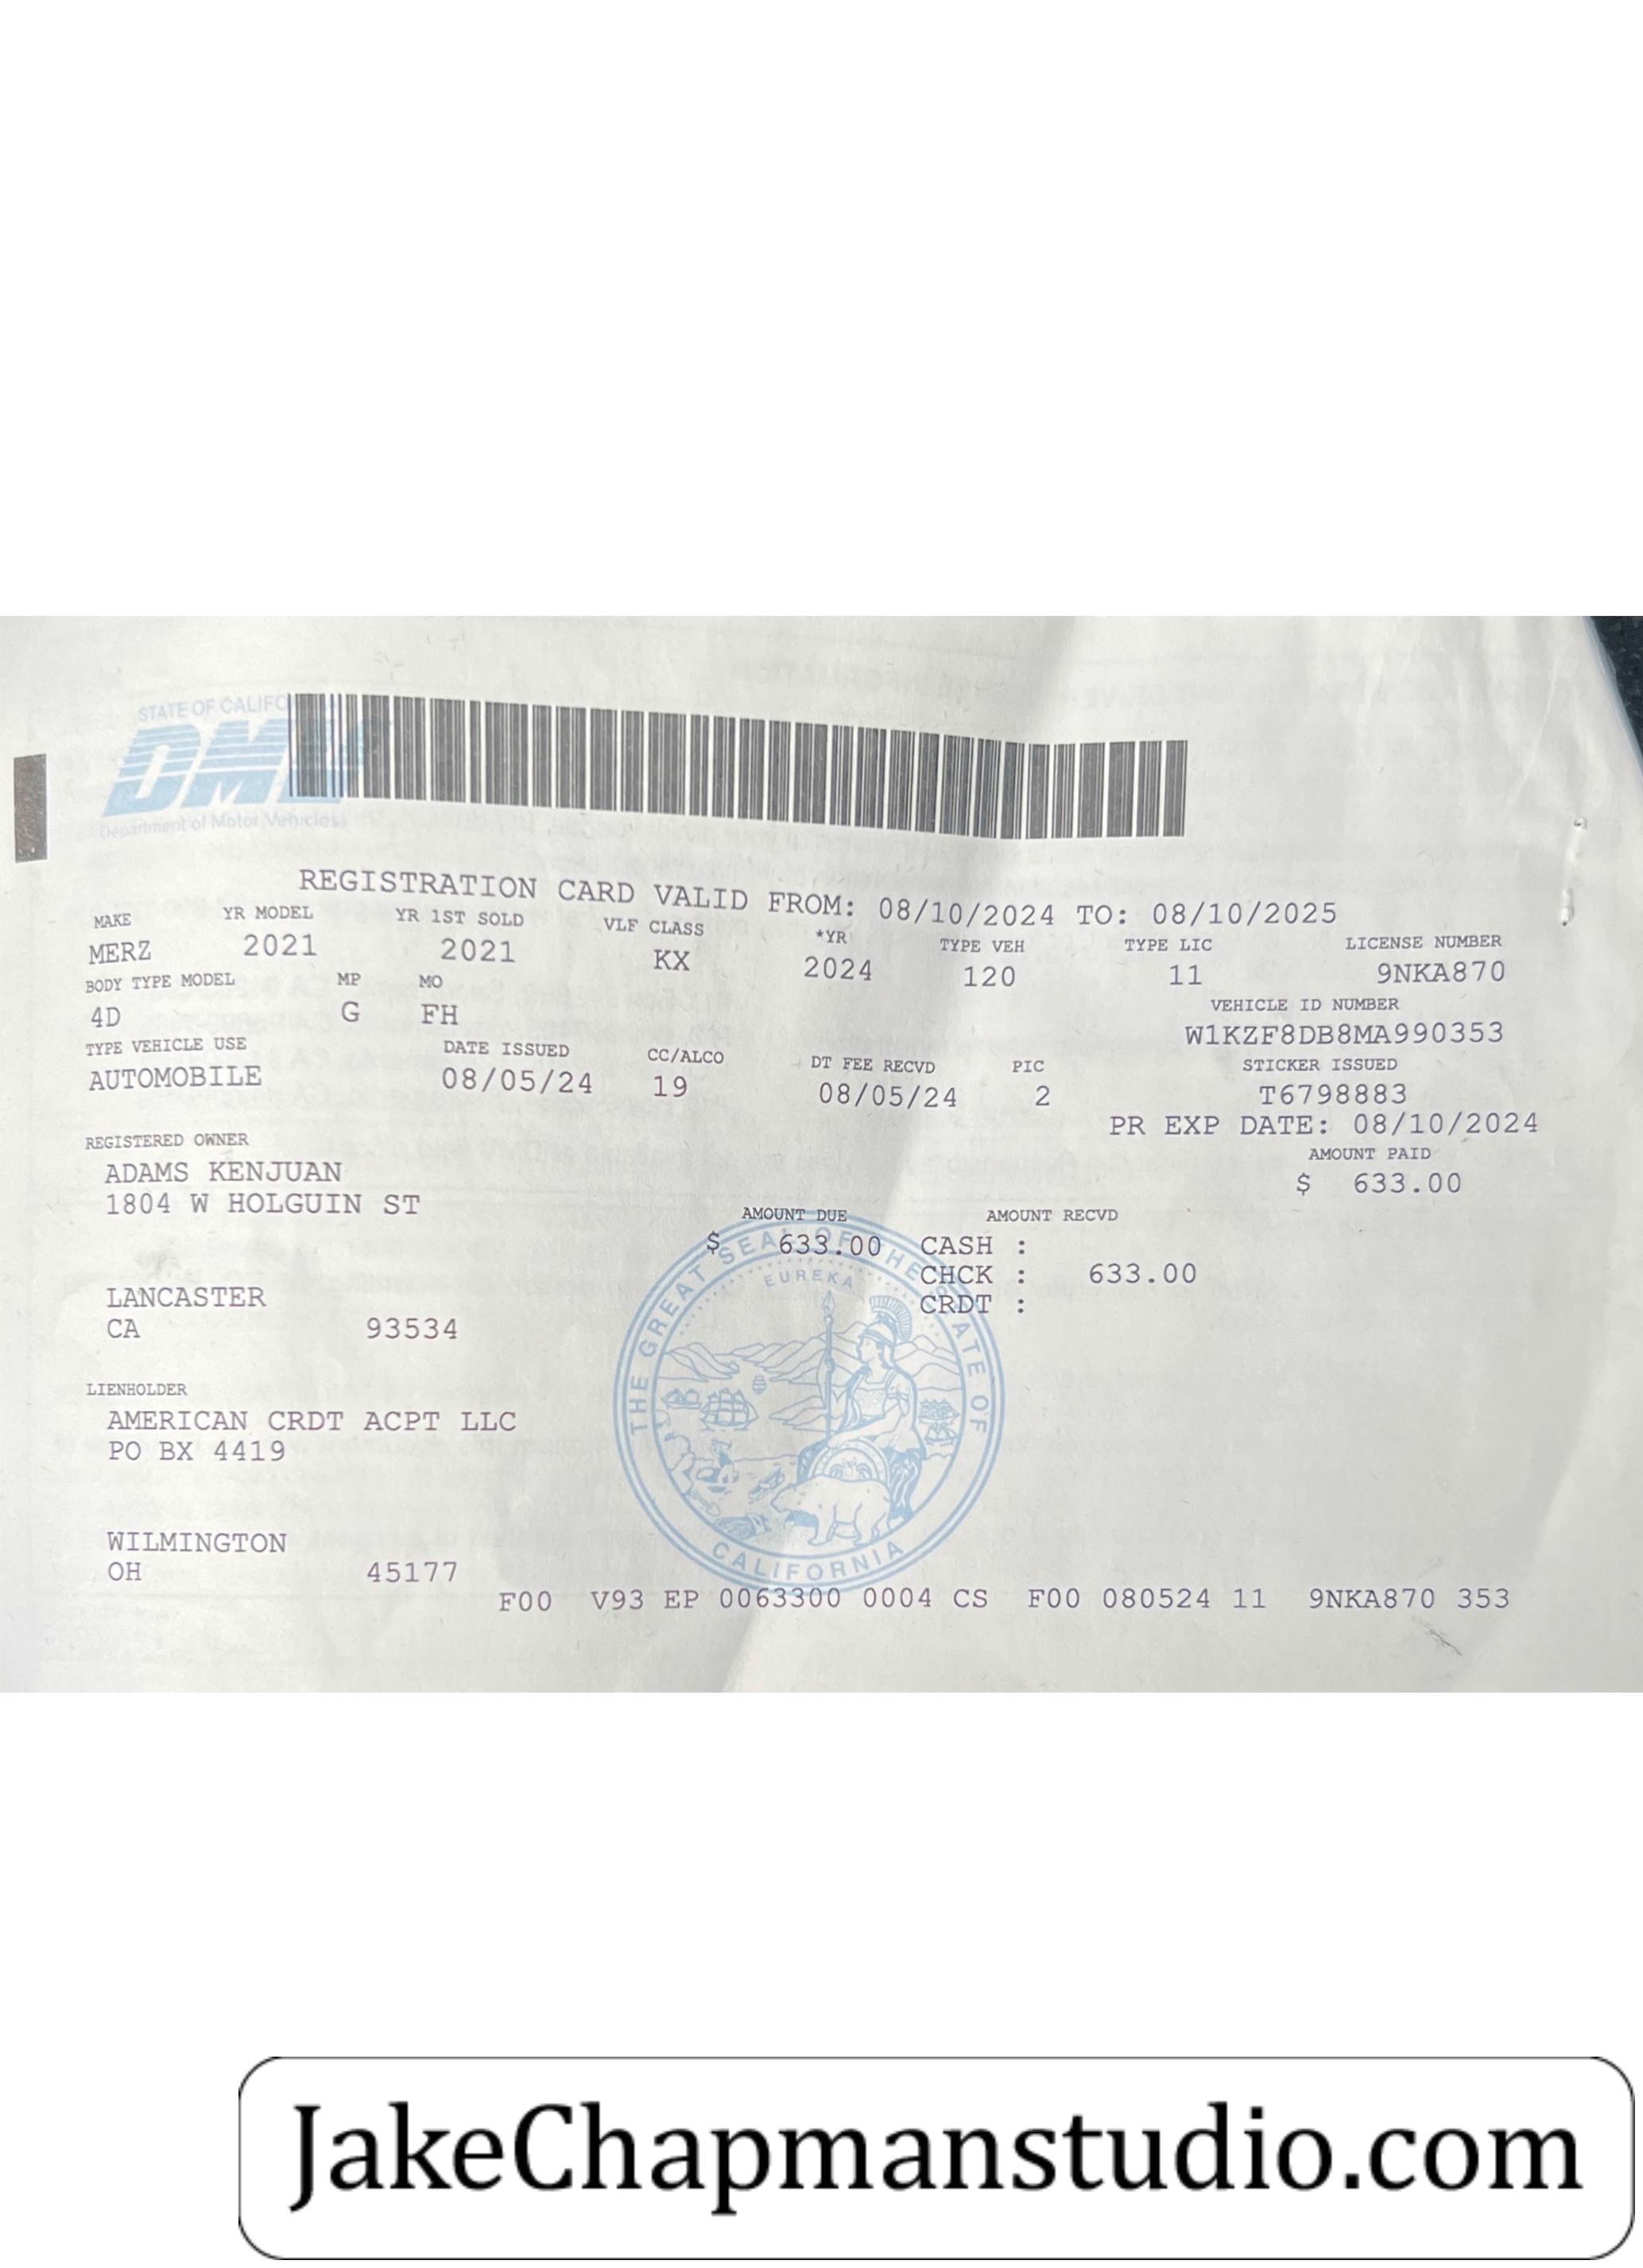 STATE OF CALIFO
DMV
Department of Motor Vehicles
REGISTRATION CARD VALID FROM: 08/10/2024 TO: 08/10/2025
MAKE YR MODEL YR 1ST SOLD VLF CLASS *YR TYPE VEH TYPE LIC LICENSE NUMBER
MERZ 2021 2021 KX 2024 120 11 9NKA870
BODY TYPE MODEL MP MO VEHICLE ID NUMBER
4D G FH W1KZF8DB8MA990353
TYPE VEHICLE USE DATE ISSUED CC/ALCO DT FEE RECVD PIC STICKER ISSUED
AUTOMOBILE 08/05/24 19 08/05/24 2 T6798883
PR EXP DATE: 08/10/2024
REGISTERED OWNER AMOUNT PAID
ADAMS KENJUAN $ 633.00
1804 W HOLGUIN ST
AMOUNT DUE AMOUNT RECVD
$ 633.00 CASH :
CHCK : 633.00
CRDT :
LANCASTER
CA 93534
LIENHOLDER
AMERICAN CRDT ACPT LLC
PO BX 4419
WILMINGTON
OH 45177
THE GREAT SEAL OF THE STATE OF CALIFORNIA
EUREKA
F00 V93 EP 0063300 0004 CS F00 080524 11 9NKA870 353
JakeChapmanstudio.com